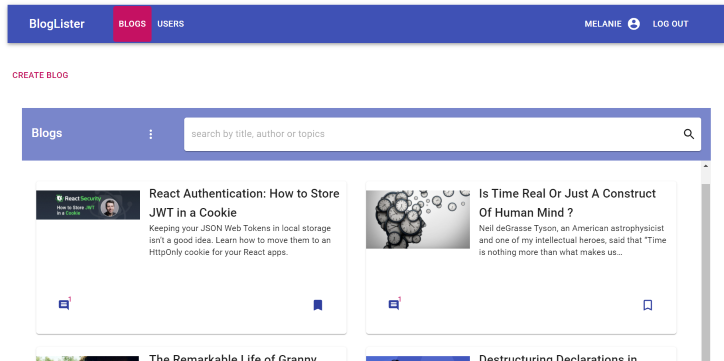 BlogLister
BLOGS
USERS
MELANIE
LOG OUT
CREATE BLOG
Blogs
search by title, author or topics
React Security
How to Store JWT
in a Cookie
React Authentication: How to Store
JWT in a Cookie
Keeping your JSON Web Tokens in local storage
isn't a good idea. Learn how to move them to an
HttpOnly cookie for your React apps.
1
Is Time Real Or Just A Construct
Of Human Mind ?
Neil deGrasse Tyson, an American astrophysicist
and one of my intellectual heroes, said that "Time
is nothing more than what makes us...
1
The Remarkable Life of Granny
Destructuring Declarations in